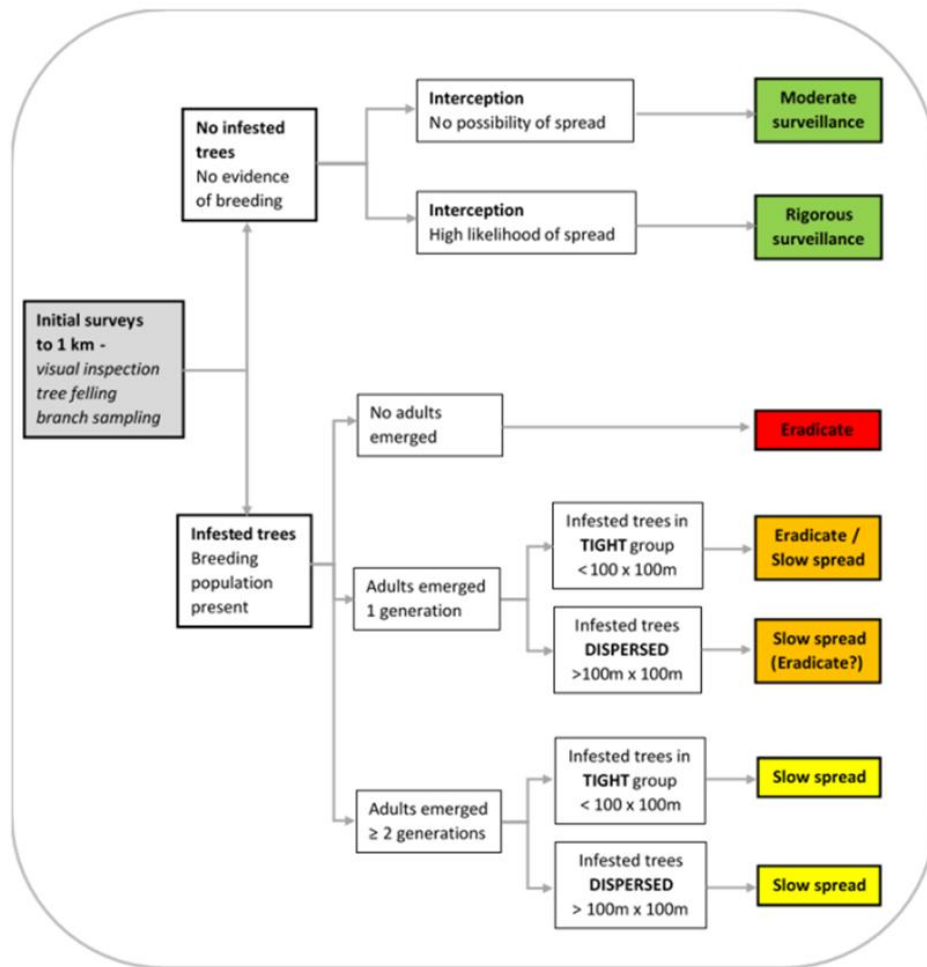 Initial surveys
to 1 km -
visual inspection
tree felling
branch sampling
No infested
trees
No evidence
of breeding
Interception
No possibility of spread
Moderate
surveillance
Interception
High likelihood of spread
Rigorous
surveillance
Infested trees
Breeding
population
present
No adults
emerged
Eradicate
Adults emerged
1 generation
Infested trees in
TIGHT group
< 100 x 100m
Eradicate /
Slow spread
Infested trees
DISPERSED
>100m x 100m
Slow spread
(Eradicate?)
Adults emerged
≥ 2 generations
Infested trees in
TIGHT group
< 100 x 100m
Slow spread
Infested trees
DISPERSED
> 100m x 100m
Slow spread